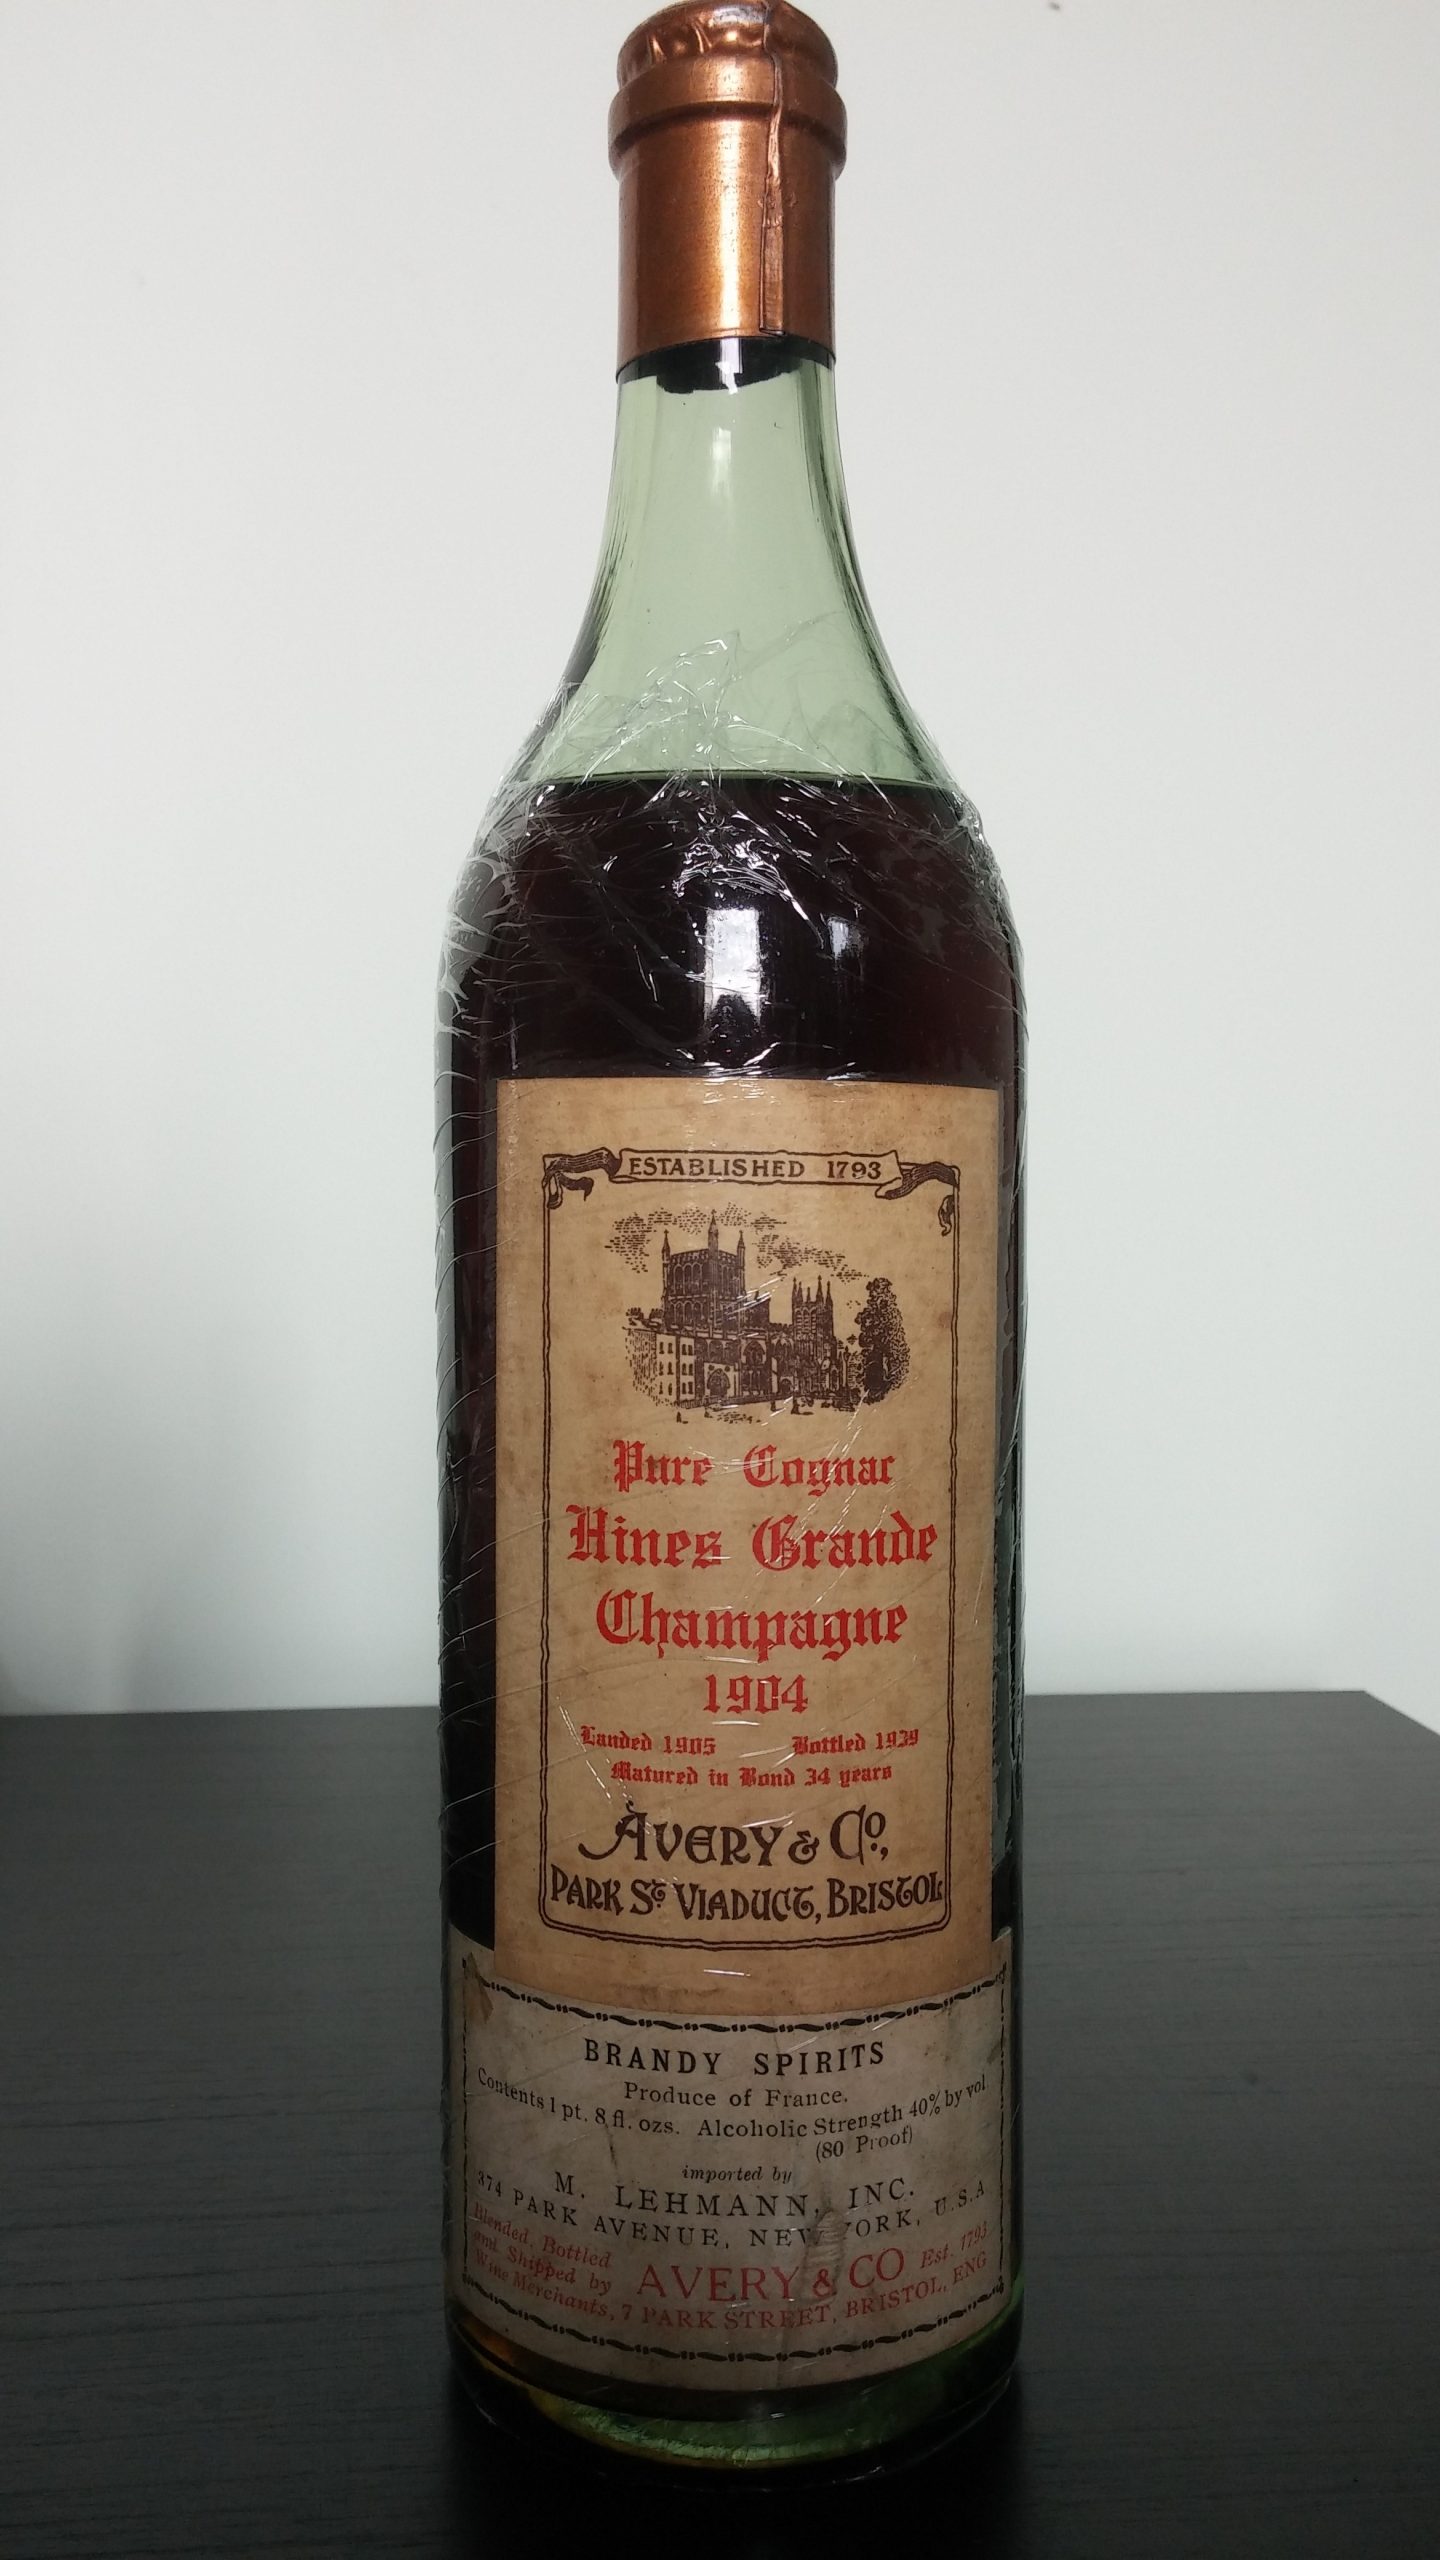 ESTABLISHED 1793
Pure Cognac
Hines Grande
Champagne
1904
Landed 1905 Bottled 1939
Matured in Bond 34 years
AVERY & Co.,
PARK ST. VIADUCT, BRISTOL
BRANDY SPIRITS
Produce of France.
Contents 1 pt. 8 fl. ozs. Alcoholic Strength 40% by vol
(80 Proof)
imported by
M. LEHMANN, INC.
374 PARK AVENUE, NEW YORK, U.S.A
Blended, Bottled
and Shipped by AVERY & CO Est. 1793
Wine Merchants, 7 PARK STREET, BRISTOL, ENG